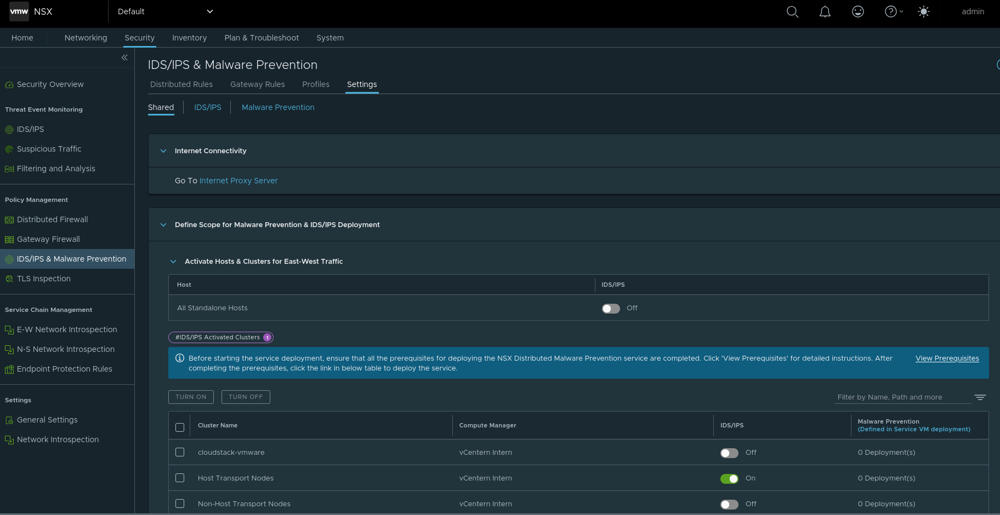 vmw NSX Default admin
Home Networking Security Inventory Plan & Troubleshoot System
IDS/IPS & Malware Prevention
Distributed Rules Gateway Rules Profiles Settings
Shared IDS/IPS Malware Prevention
Security Overview
Threat Event Monitoring
IDS/IPS
Suspicious Traffic
Filtering and Analysis
Policy Management
Distributed Firewall
Gateway Firewall
IDS/IPS & Malware Prevention
TLS Inspection
Service Chain Management
E-W Network Introspection
N-S Network Introspection
Endpoint Protection Rules
Settings
General Settings
Network Introspection
Internet Connectivity
Go To Internet Proxy Server
Define Scope for Malware Prevention & IDS/IPS Deployment
Activate Hosts & Clusters for East-West Traffic
Host IDS/IPS
All Standalone Hosts Off
#IDS/IPS Activated Clusters 1
Before starting the service deployment, ensure that all the prerequisites for deploying the NSX Distributed Malware Prevention service are completed. Click 'View Prerequisites' for detailed instructions. After View Prerequisites
completing the prerequisites, click the link in below table to deploy the service.
TURN ON TURN OFF Filter by Name, Path and more
Cluster Name Compute Manager IDS/IPS Malware Prevention
(Defined in Service VM deployment)
cloudstack-vmware vCentern Intern Off 0 Deployment(s)
Host Transport Nodes vCentern Intern On 0 Deployment(s)
Non-Host Transport Nodes vCentern Intern Off 0 Deployment(s)